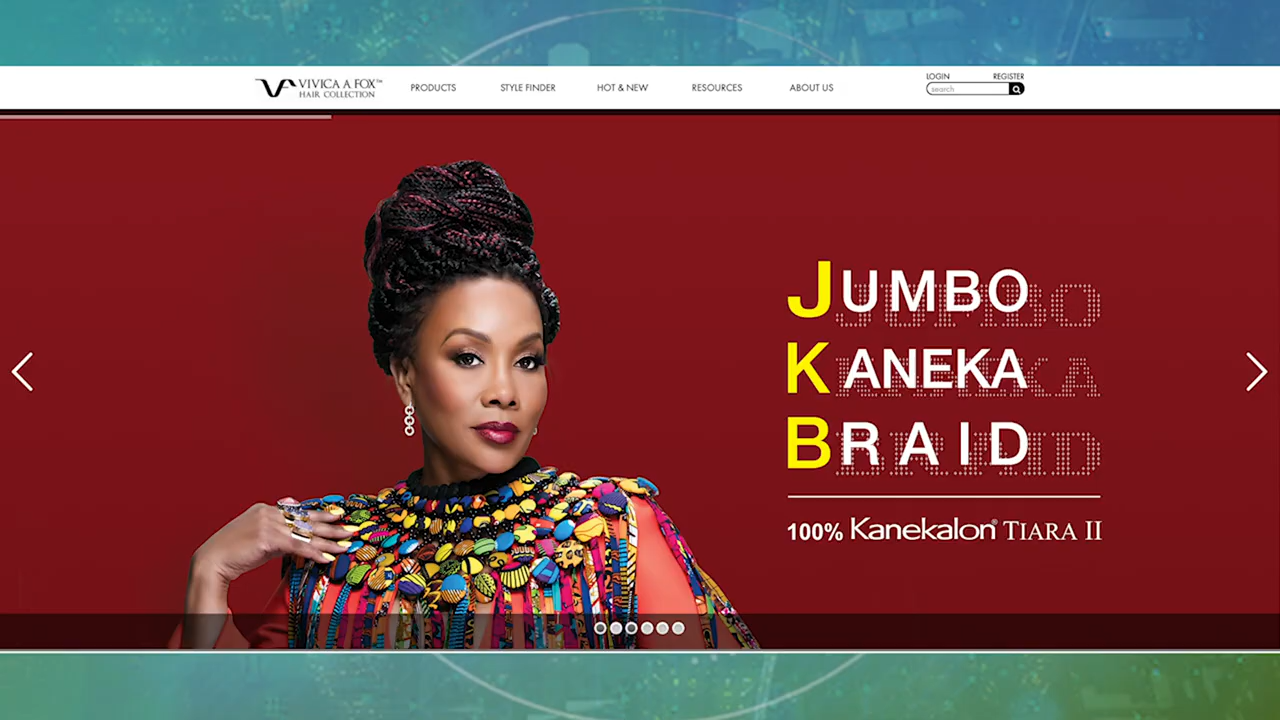 VIVICA A FOX™
HAIR COLLECTION
PRODUCTS
STYLE FINDER
HOT & NEW
RESOURCES
ABOUT US
LOGIN
REGISTER
search
JUMBO
KANEKA
BRAID
100% Kanekalon® TIARA II